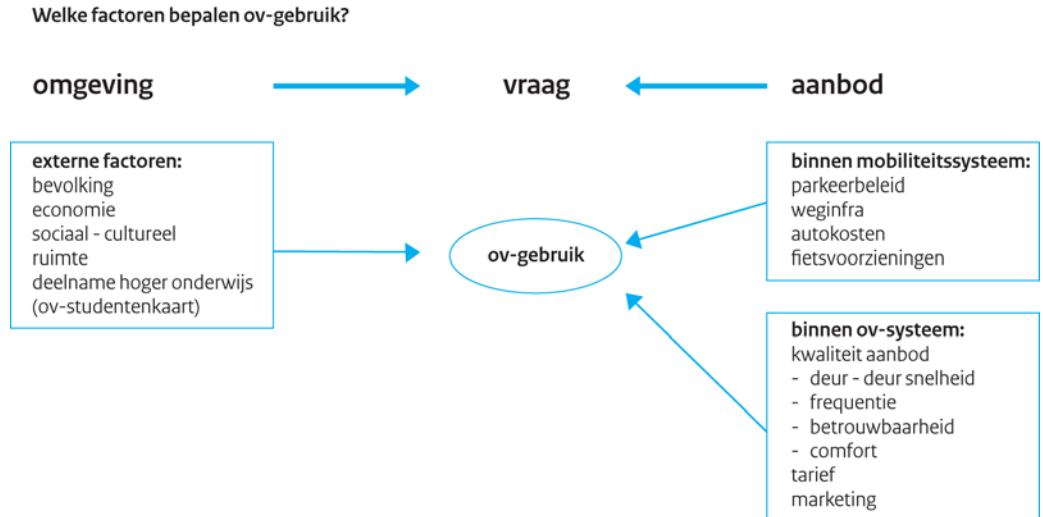 Welke factoren bepalen ov-gebruik?
omgeving
vraag
aanbod
externe factoren:
bevolking
economie
sociaal - cultureel
ruimte
deelname hoger onderwijs
(ov-studentenkaart)
ov-gebruik
binnen mobiliteitssysteem:
parkeerbeleid
weginfra
autokosten
fietsvoorzieningen
binnen ov-systeem:
kwaliteit aanbod
- deur - deur snelheid
- frequentie
- betrouwbaarheid
- comfort
tarief
marketing